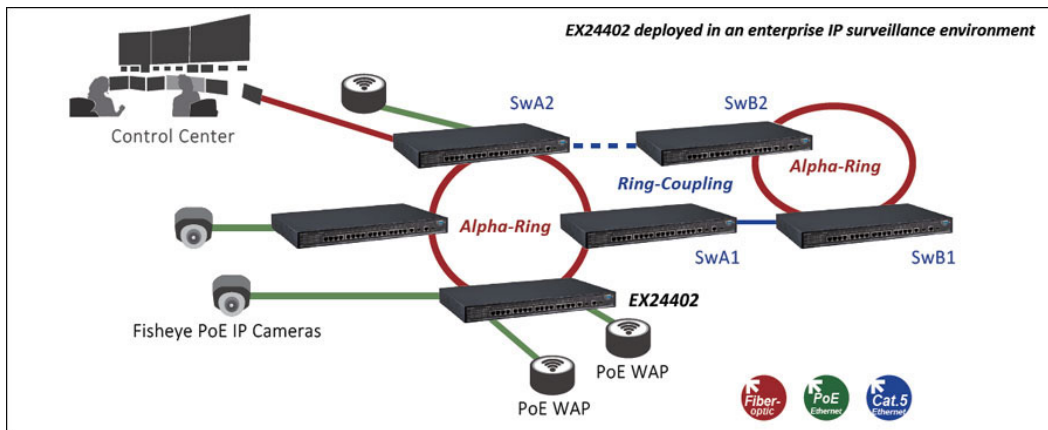 EX24402 deployed in an enterprise IP surveillance environment
SwA2
SwB2
Control Center
Alpha-Ring
Ring-Coupling
Alpha-Ring
SwA1
SwB1
EX24402
Fisheye PoE IP Cameras
PoE WAP
PoE WAP
Fiber-
optic
PoE
Ethernet
Cat.5
Ethernet